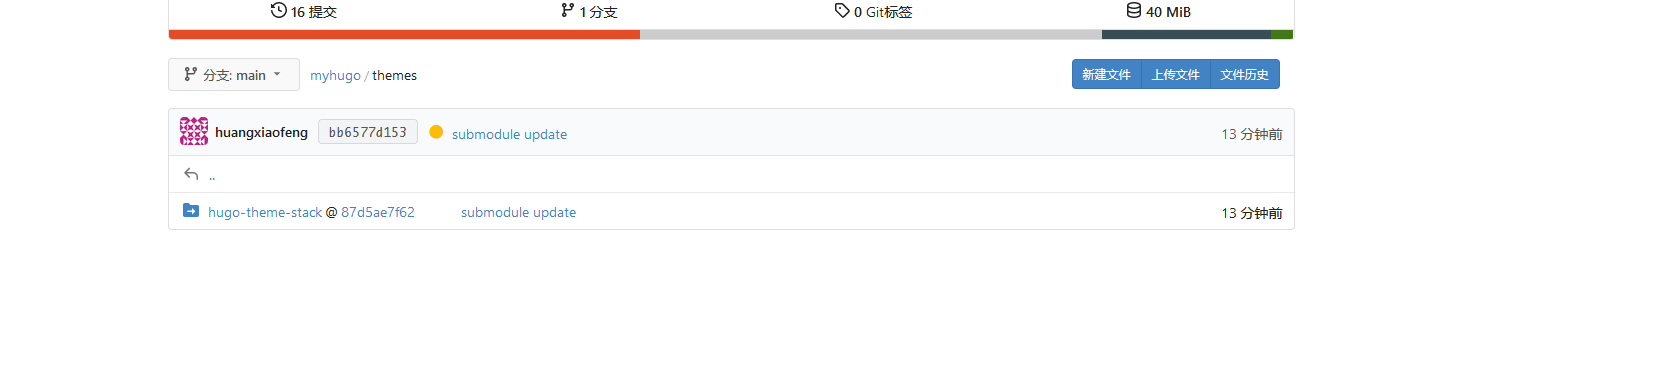 16 提交 1 分支 0 Git标签 40 MiB
分支: main myhugo / themes 新建文件 上传文件 文件历史
huangxiaofeng bb6577d153 submodule update 13 分钟前
..
hugo-theme-stack @ 87d5ae7f62 submodule update 13 分钟前